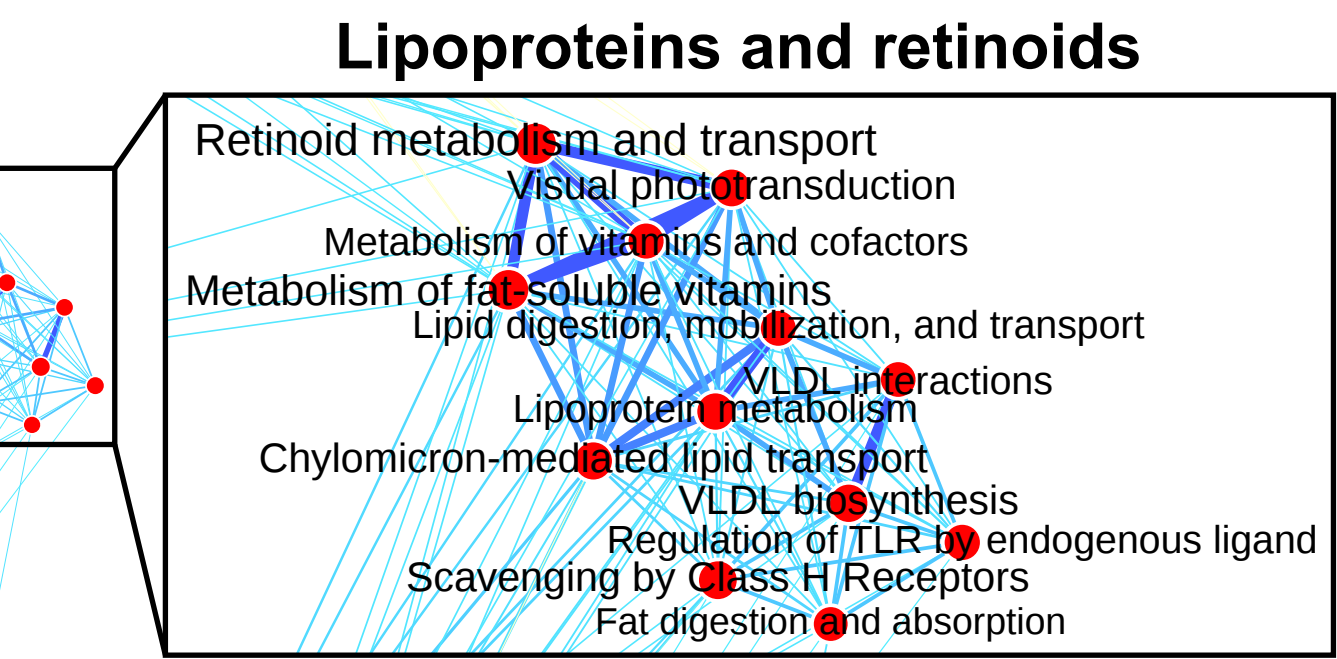 Lipoproteins and retinoids
Retinoid metabolism and transport
Visual phototransduction
Metabolism of vitamins and cofactors
Metabolism of fat-soluble vitamins
Lipid digestion, mobilization, and transport
VLDL interactions
Lipoprotein metabolism
Chylomicron-mediated lipid transport
VLDL biosynthesis
Regulation of TLR by endogenous ligand
Scavenging by Class H Receptors
Fat digestion and absorption